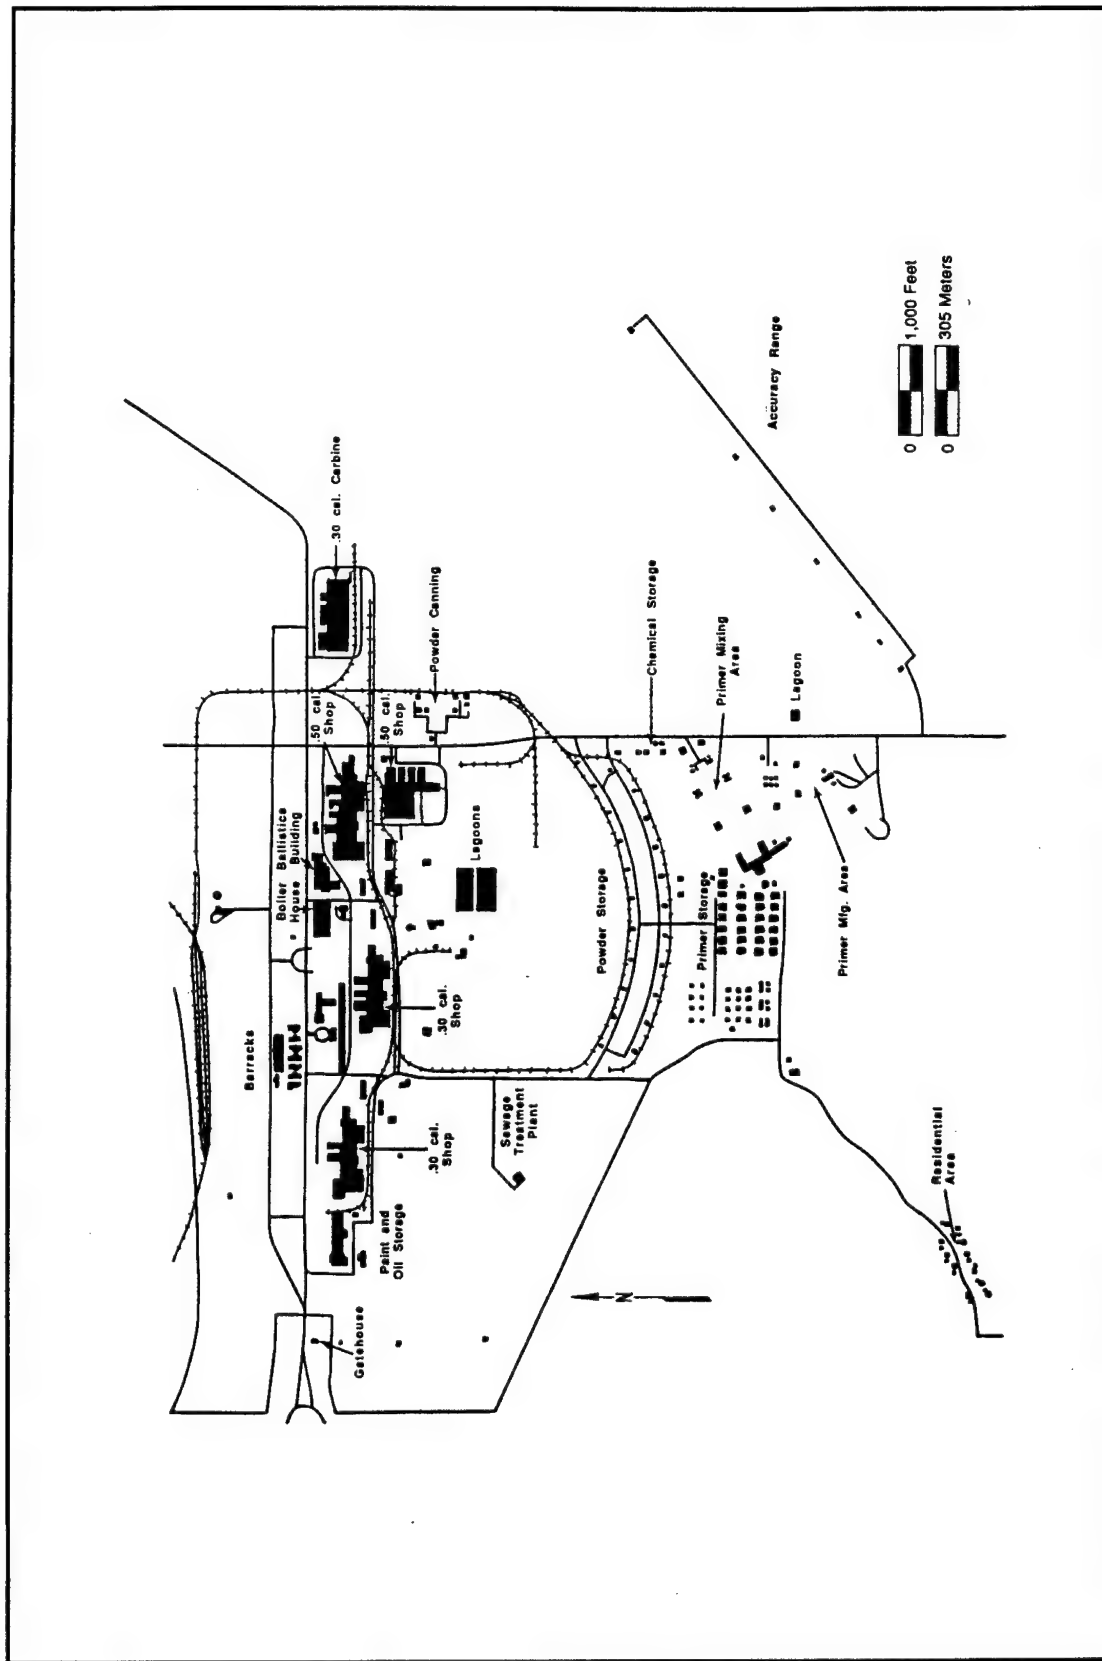 Gatehouse
Paint and
Oil Storage
.30 cal.
Shop
Barracks
.30 cal.
Shop
Boiler
House
Ballistics
Building
.50 cal.
Shop
.50 cal.
Shop
.30 cal. Carbine
Powder Canning
Lagoons
Sewage
Treatment
Plant
N
Powder Storage
Primer Storage
Chemical Storage
Primer Mixing
Area
Lagoon
Primer Mfg. Area
Residential
Area
Accuracy Range
0 1,000 Feet
0 305 Meters